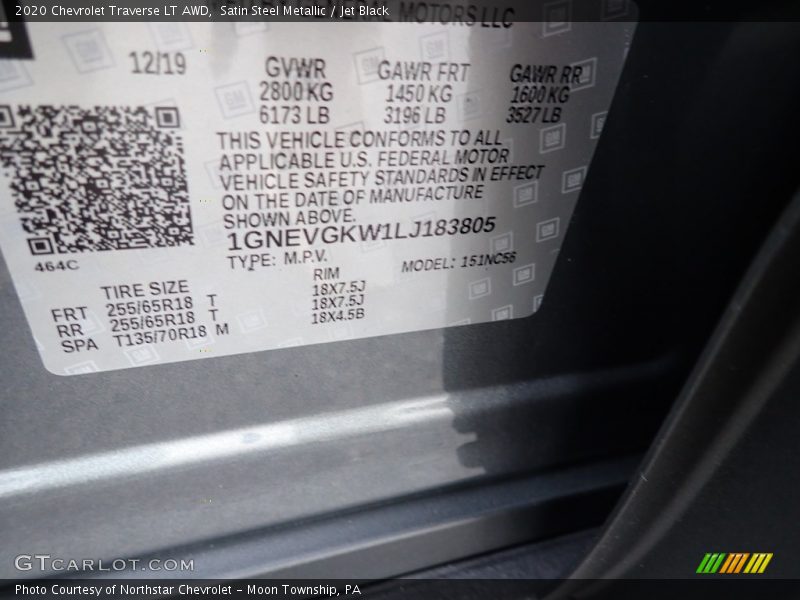 2020 Chevrolet Traverse LT AWD, Satin Steel Metallic / Jet Black
GENERAL MOTORS LLC
12/19
GVWR GAWR FRT GAWR RR
2800 KG 1450 KG 1600 KG
6173 LB 3196 LB 3527 LB
THIS VEHICLE CONFORMS TO ALL
APPLICABLE U.S. FEDERAL MOTOR
VEHICLE SAFETY STANDARDS IN EFFECT
ON THE DATE OF MANUFACTURE
SHOWN ABOVE.
1GNEVGKW1LJ183805
464C
TYPE: M.P.V. MODEL: 151NC56
TIRE SIZE RIM
FRT 255/65R18 T 18X7.5J
RR 255/65R18 T 18X7.5J
SPA T135/70R18 M 18X4.5B
GTCARLOT.COM
Photo Courtesy of Northstar Chevrolet - Moon Township, PA